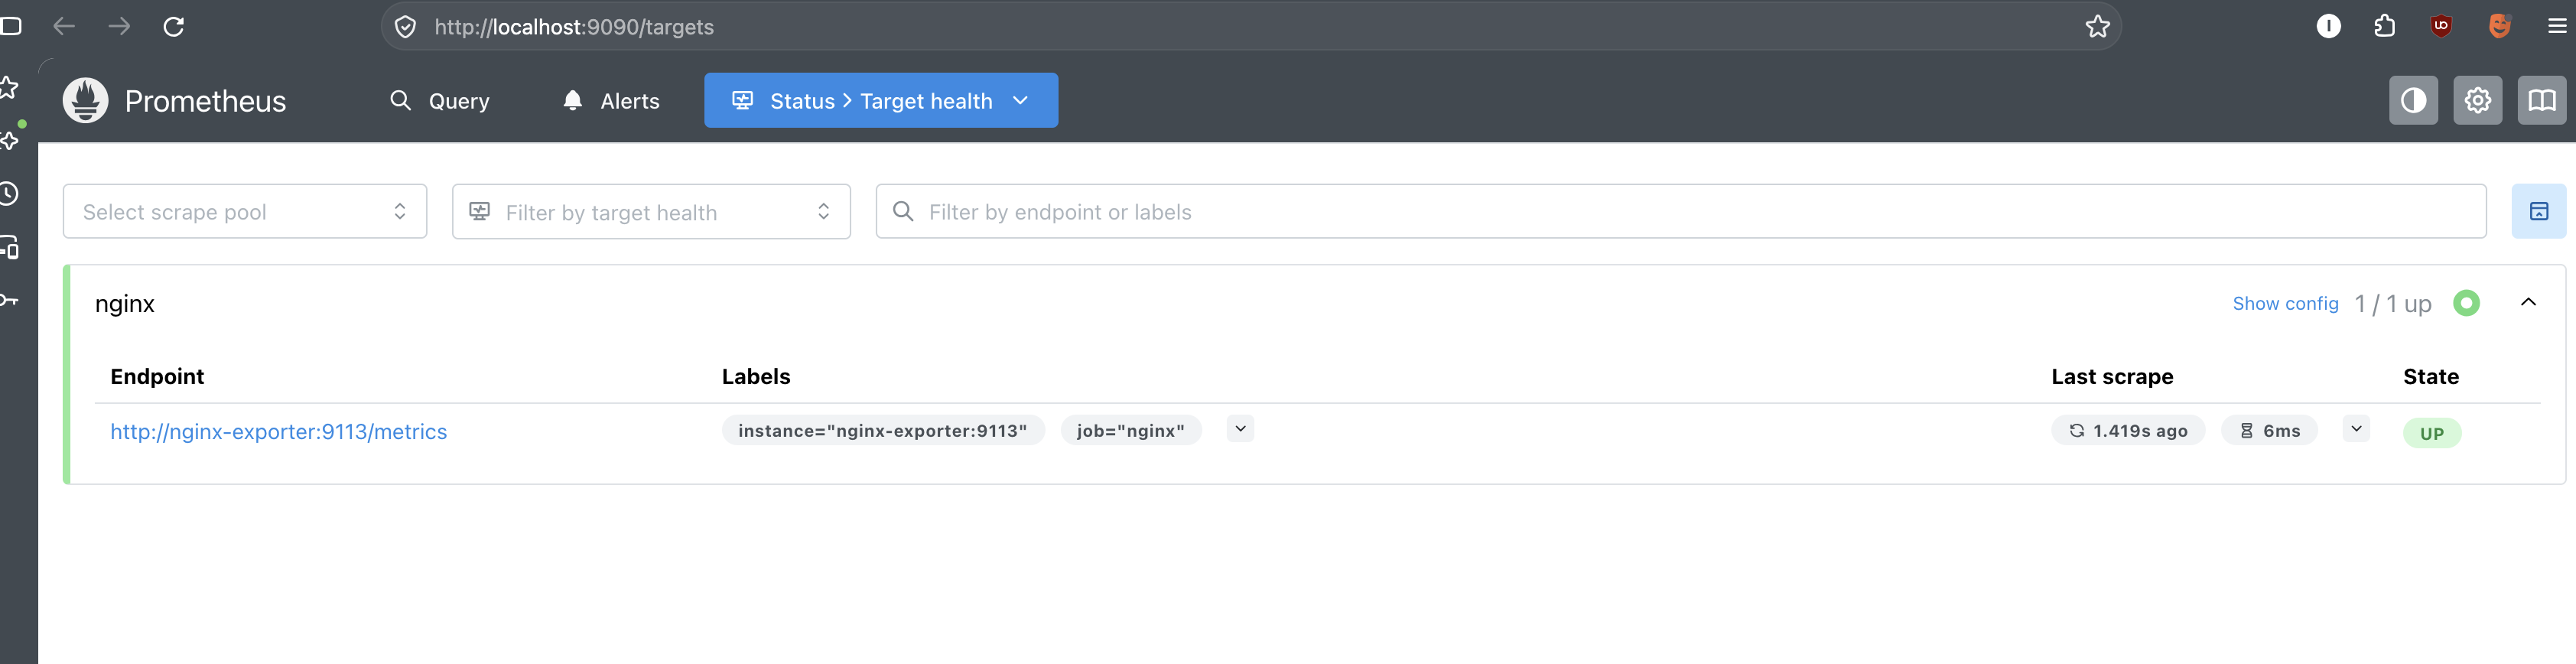 http://localhost:9090/targets
Prometheus Query Alerts Status > Target health
Select scrape pool Filter by target health Filter by endpoint or labels
nginx Show config 1 / 1 up
Endpoint Labels Last scrape State
http://nginx-exporter:9113/metrics instance="nginx-exporter:9113" job="nginx" 1.419s ago 6ms UP